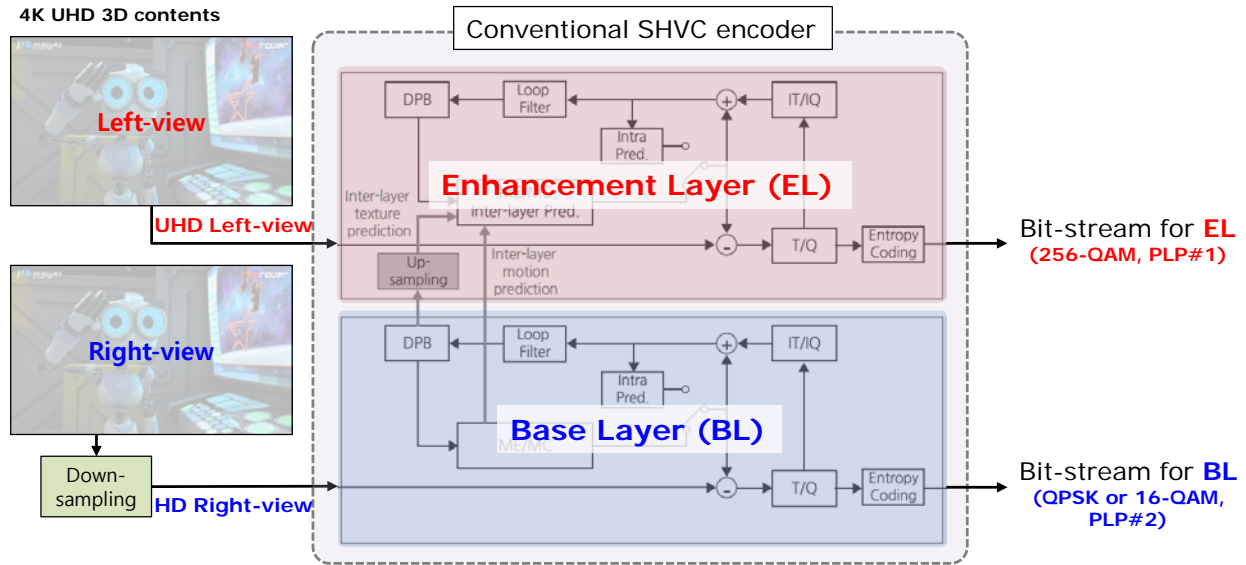 4K UHD 3D contents
Conventional SHVC encoder
Left-view
UHD Left-view
DPB
Loop
Filter
+
IT/IQ
Intra
Pred.
Enhancement Layer (EL)
Inter-layer Pred.
Inter-layer
texture
prediction
Up-
sampling
Inter-layer
motion
prediction
-
T/Q
Entropy
Coding
Bit-stream for EL
(256-QAM, PLP#1)
Right-view
Down-
sampling
HD Right-view
DPB
Loop
Filter
+
IT/IQ
Intra
Pred.
Base Layer (BL)
ME/MC
-
T/Q
Entropy
Coding
Bit-stream for BL
(QPSK or 16-QAM,
PLP#2)